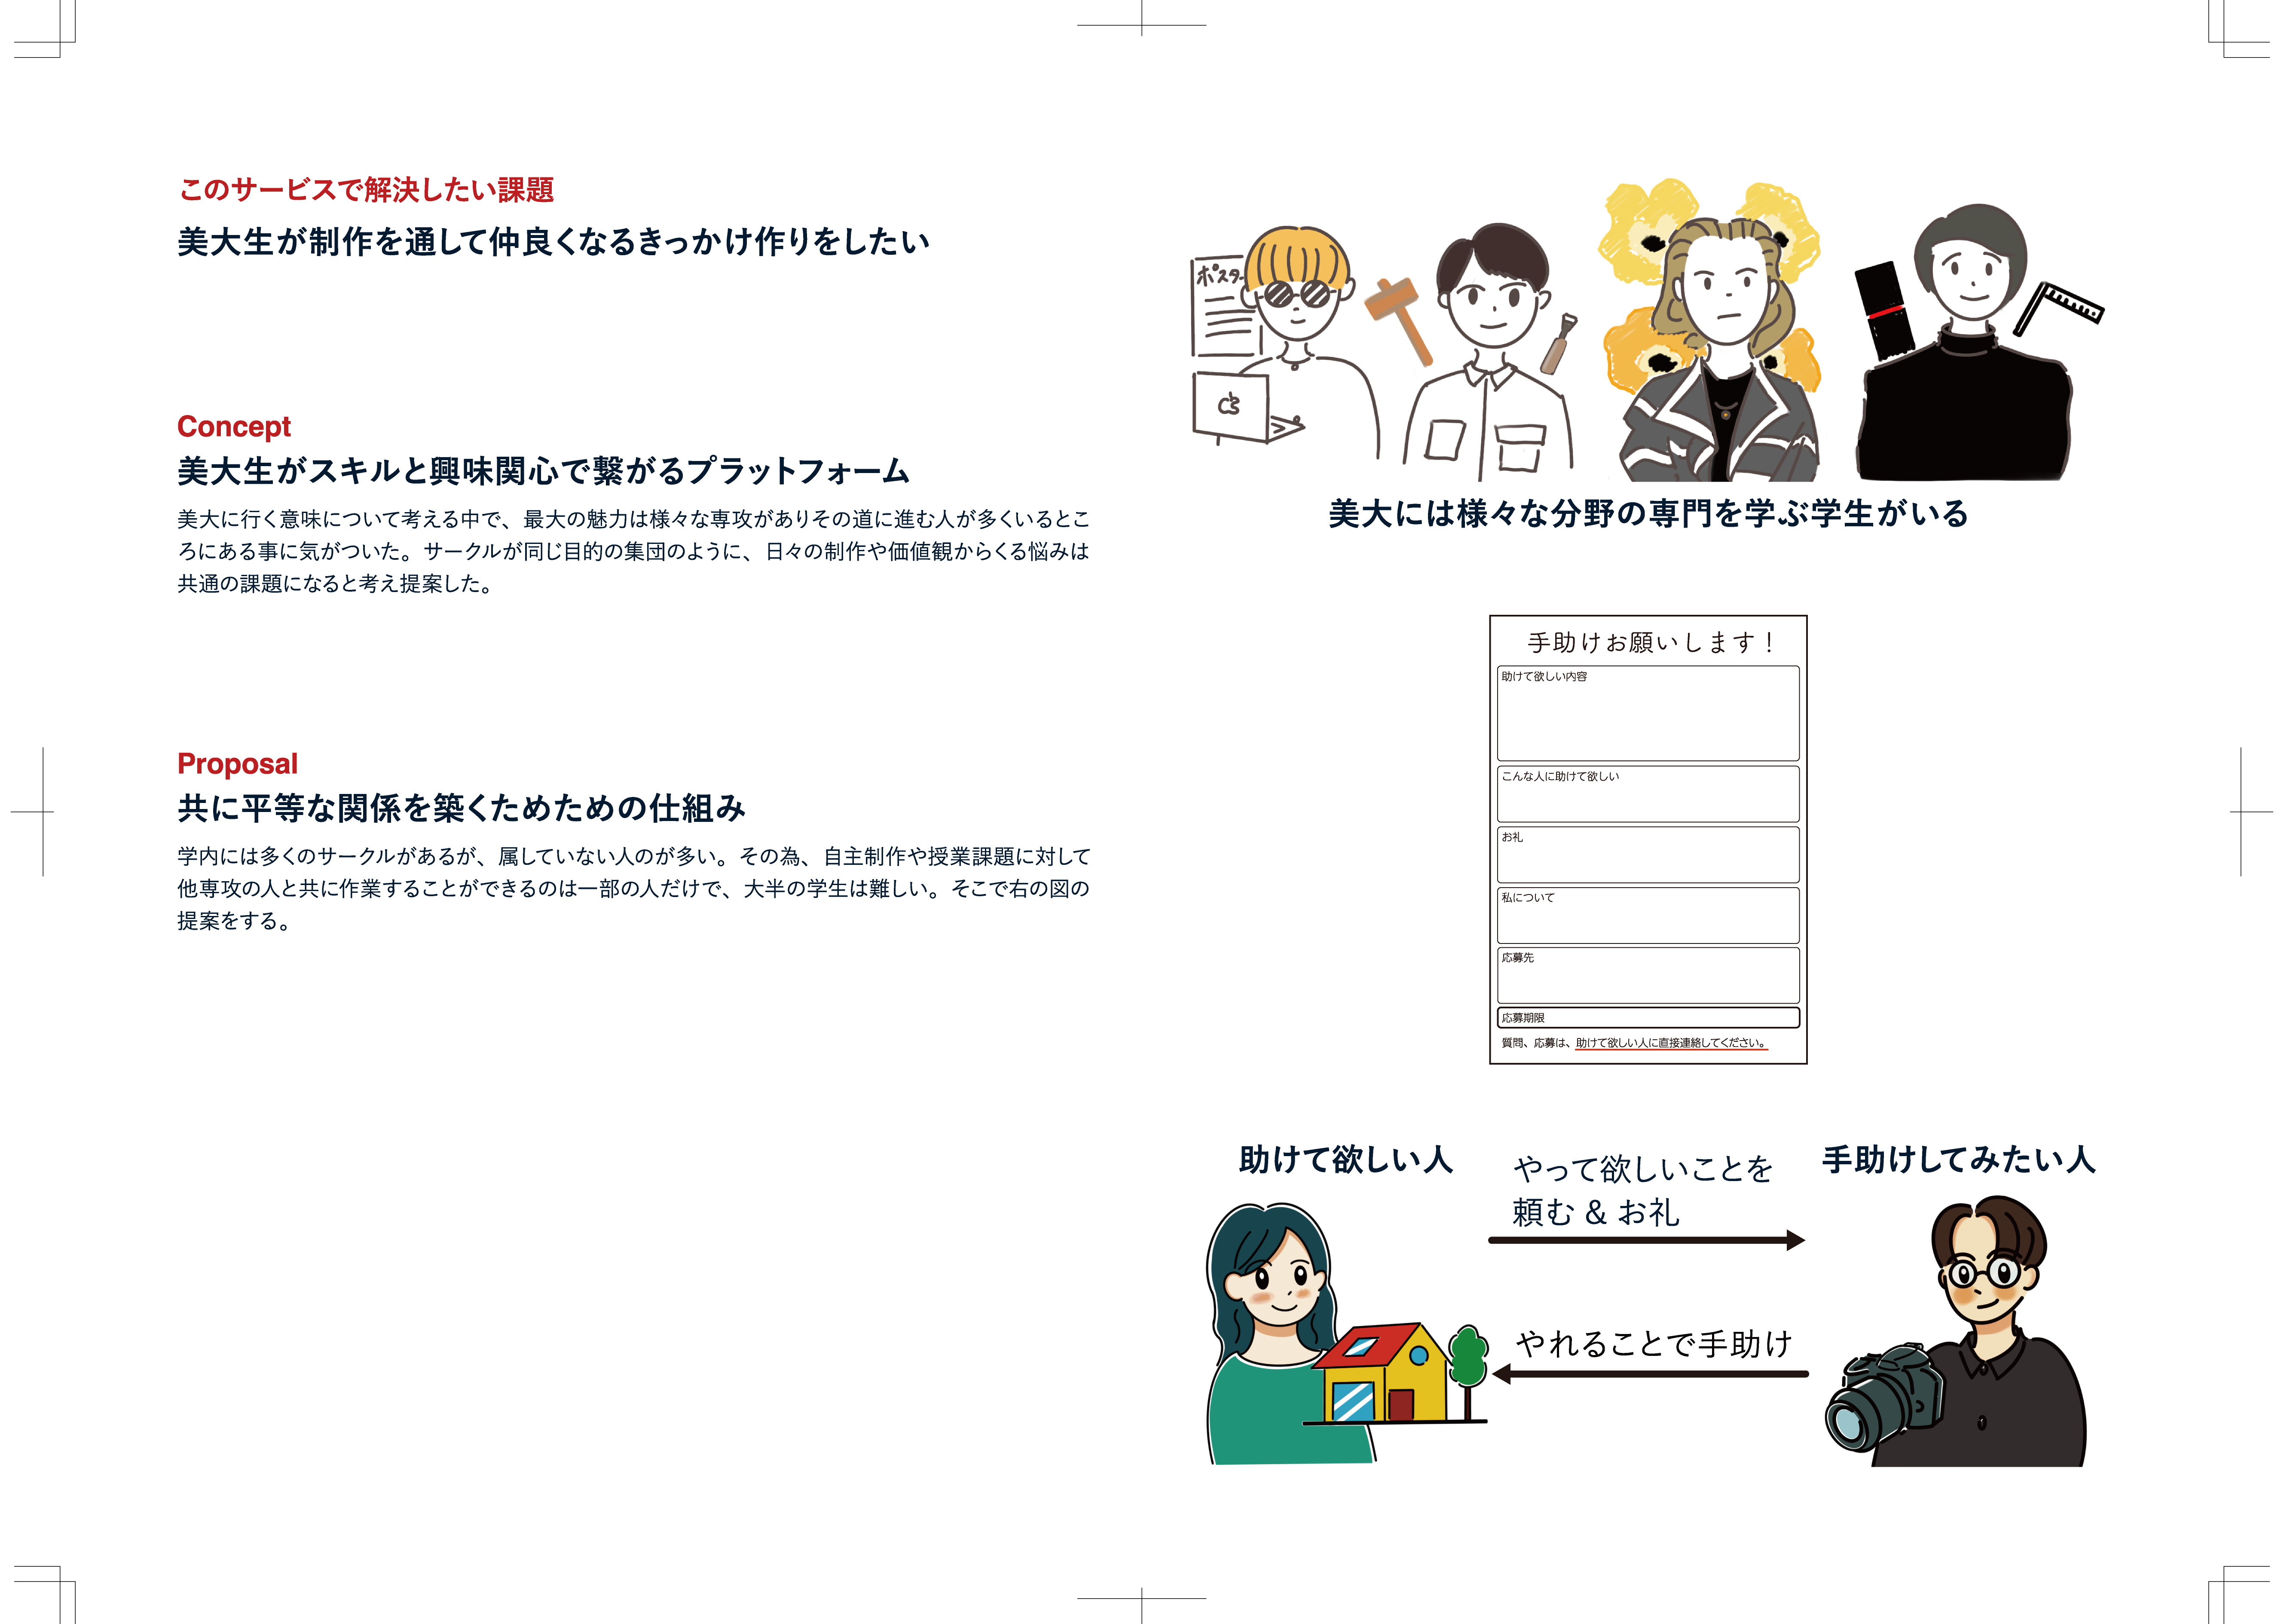 このサービスで解決したい課題
美大生が制作を通して仲良くなるきっかけ作りをしたい
Concept
美大生がスキルと興味関心で繋がるプラットフォーム
美大に行く意味について考える中で、最大の魅力は様々な専攻がありその道に進む人が多くいるとこ
ろにある事に気がついた。サークルが同じ目的の集団のように、日々の制作や価値観からくる悩みは
共通の課題になると考え提案した。
Proposal
共に平等な関係を築くためための仕組み
学内には多くのサークルがあるが、属していない人のが多い。その為、自主制作や授業課題に対して
他専攻の人と共に作業することができるのは一部の人だけで、大半の学生は難しい。そこで右の図の
提案をする。
ポスター
美大には様々な分野の専門を学ぶ学生がいる
手助けお願いします！
助けて欲しい内容
こんな人に助けて欲しい
お礼
私について
応募先
応募期限
質問、応募は、助けて欲しい人に直接連絡してください。
助けて欲しい人
やって欲しいことを
頼む & お礼
手助けしてみたい人
やれることで手助け